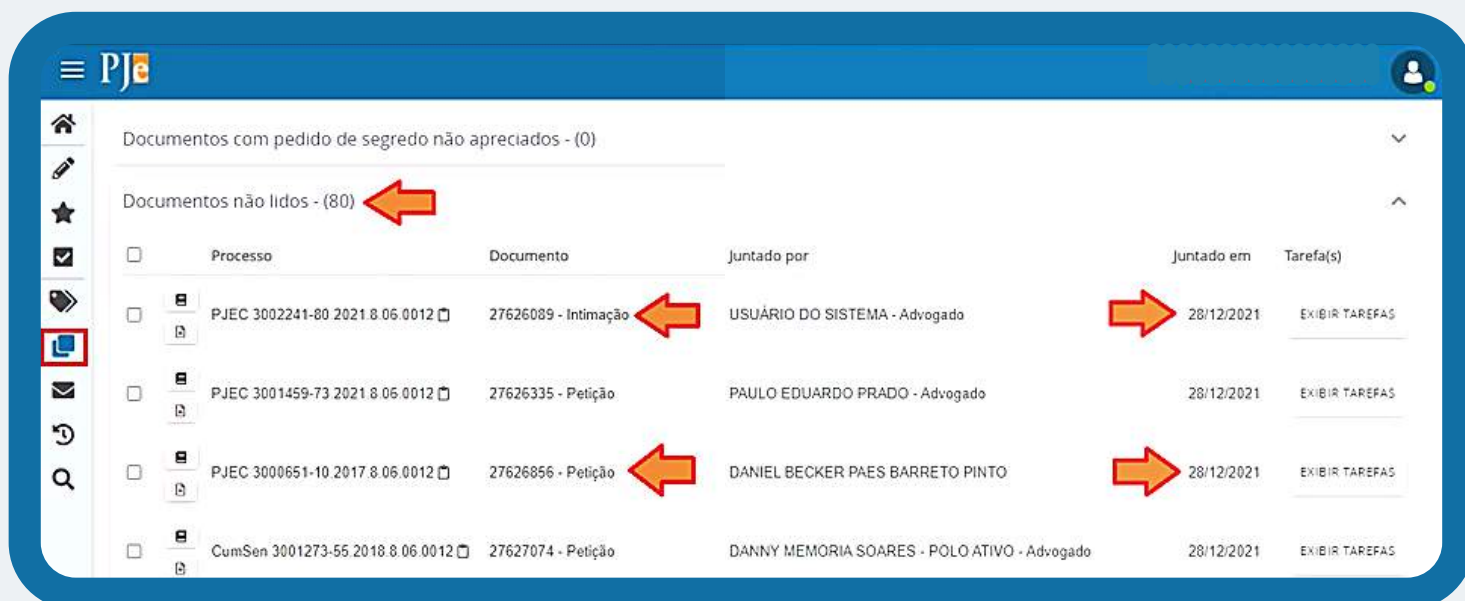 PJe
Documentos com pedido de segredo não apreciados - (0)
Documentos não lidos - (80)
Processo Documento Juntado por Juntado em Tarefa(s)
PJEC 3002241-80.2021.8.06.0012 27626089 - Intimação USUÁRIO DO SISTEMA - Advogado 28/12/2021 EXIBIR TAREFAS
PJEC 3001459-73.2021.8.06.0012 27626335 - Petição PAULO EDUARDO PRADO - Advogado 28/12/2021 EXIBIR TAREFAS
PJEC 3000651-10.2017.8.06.0012 27626856 - Petição DANIEL BECKER PAES BARRETO PINTO 28/12/2021 EXIBIR TAREFAS
CumSen 3001273-55.2018.8.06.0012 27627074 - Petição DANNY MEMORIA SOARES - POLO ATIVO - Advogado 28/12/2021 EXIBIR TAREFAS